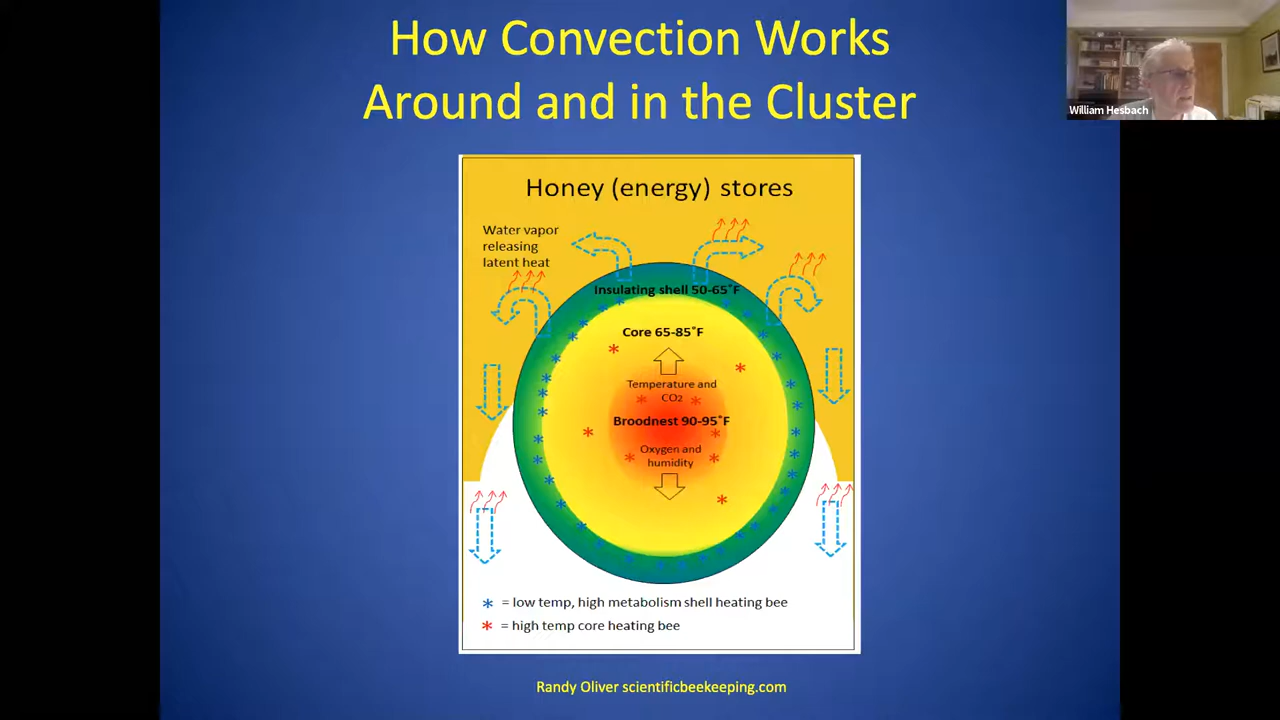 How Convection Works
Around and in the Cluster
William Hesbach
Honey (energy) stores
Water vapor
releasing
latent heat
Insulating shell 50-65˚F
Core 65-85˚F
Temperature and
CO2
Broodnest 90-95˚F
Oxygen and
humidity
* = low temp, high metabolism shell heating bee
* = high temp core heating bee
Randy Oliver scientificbeekeeping.com